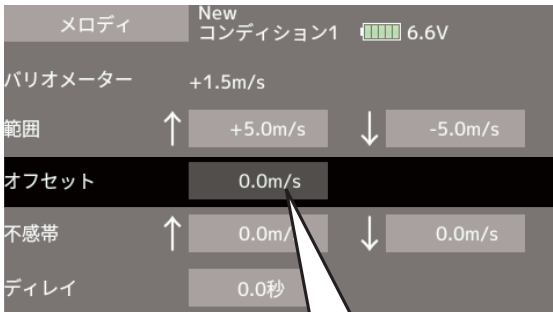 メロディ
New
コンディション1 6.6V
バリオメーター +1.5m/s
範囲 ↑ +5.0m/s ↓ -5.0m/s
オフセット 0.0m/s
不感帯 ↑ 0.0m/ ↓ 0.0m/s
ディレイ 0.0秒